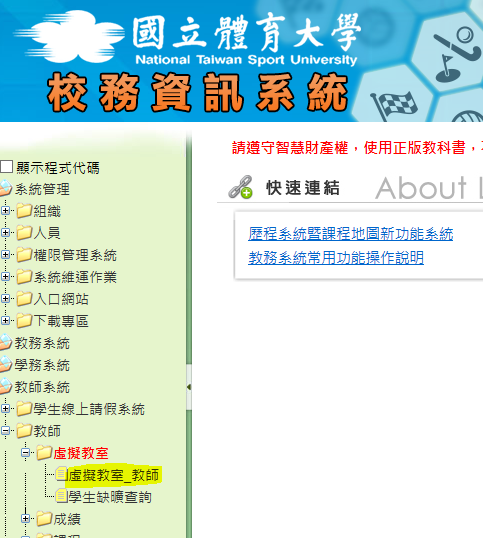 國立體育大學
National Taiwan Sport University
校務資訊系統
顯示程式代碼
系統管理
組織
人員
權限管理系統
系統維運作業
入口網站
下載專區
教務系統
學務系統
教師系統
學生線上請假系統
教師
虛擬教室
虛擬教室_教師
學生缺曠查詢
成績
請遵守智慧財產權，使用正版教科書，
快速連結
About
歷程系統暨課程地圖新功能系統
教務系統常用功能操作說明